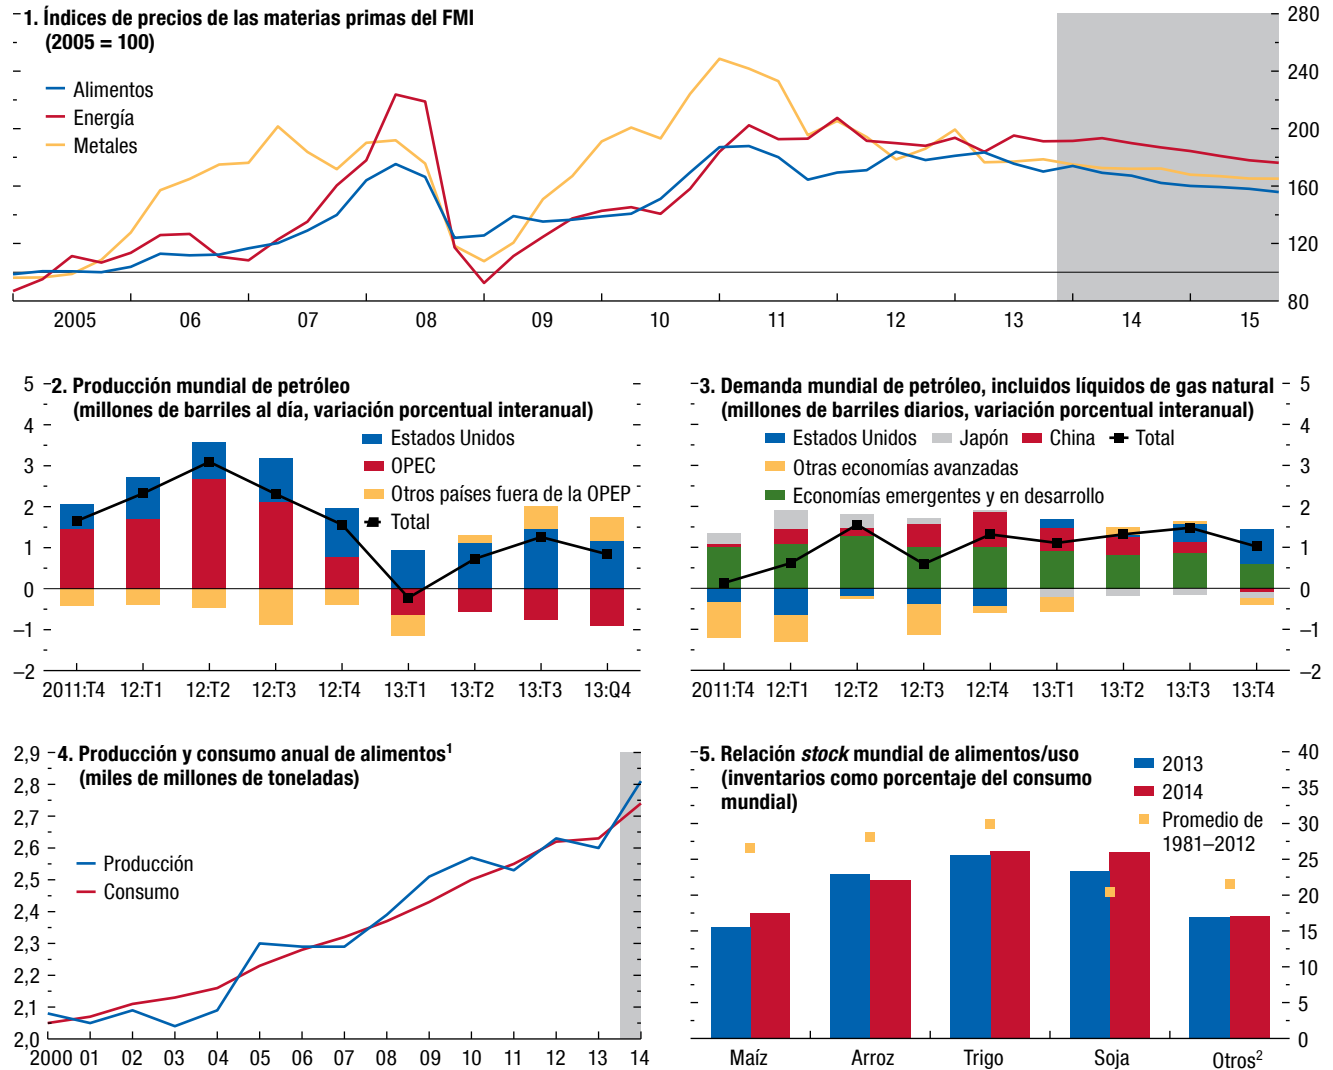 1. Índices de precios de las materias primas del FMI
(2005 = 100)
Alimentos
Energía
Metales
280
240
200
160
120
80
2005 06 07 08 09 10 11 12 13 14 15
2. Producción mundial de petróleo
(millones de barriles al día, variación porcentual interanual)
Estados Unidos
OPEC
Otros países fuera de la OPEP
Total
5
4
3
2
1
0
–1
–2
2011:T4 12:T1 12:T2 12:T3 12:T4 13:T1 13:T2 13:T3 13:Q4
3. Demanda mundial de petróleo, incluidos líquidos de gas natural
(millones de barriles diarios, variación porcentual interanual)
Estados Unidos Japón China Total
Otras economías avanzadas
Economías emergentes y en desarrollo
5
4
3
2
1
0
–1
–2
2011:T4 12:T1 12:T2 12:T3 12:T4 13:T1 13:T2 13:T3 13:T4
4. Producción y consumo anual de alimentos¹
(miles de millones de toneladas)
Producción
Consumo
2,9
2,8
2,7
2,6
2,5
2,4
2,3
2,2
2,1
2,0
2000 01 02 03 04 05 06 07 08 09 10 11 12 13 14
5. Relación stock mundial de alimentos/uso
(inventarios como porcentaje del consumo
mundial)
2013
2014
Promedio de
1981–2012
40
35
30
25
20
15
10
5
0
Maíz Arroz Trigo Soja Otros²